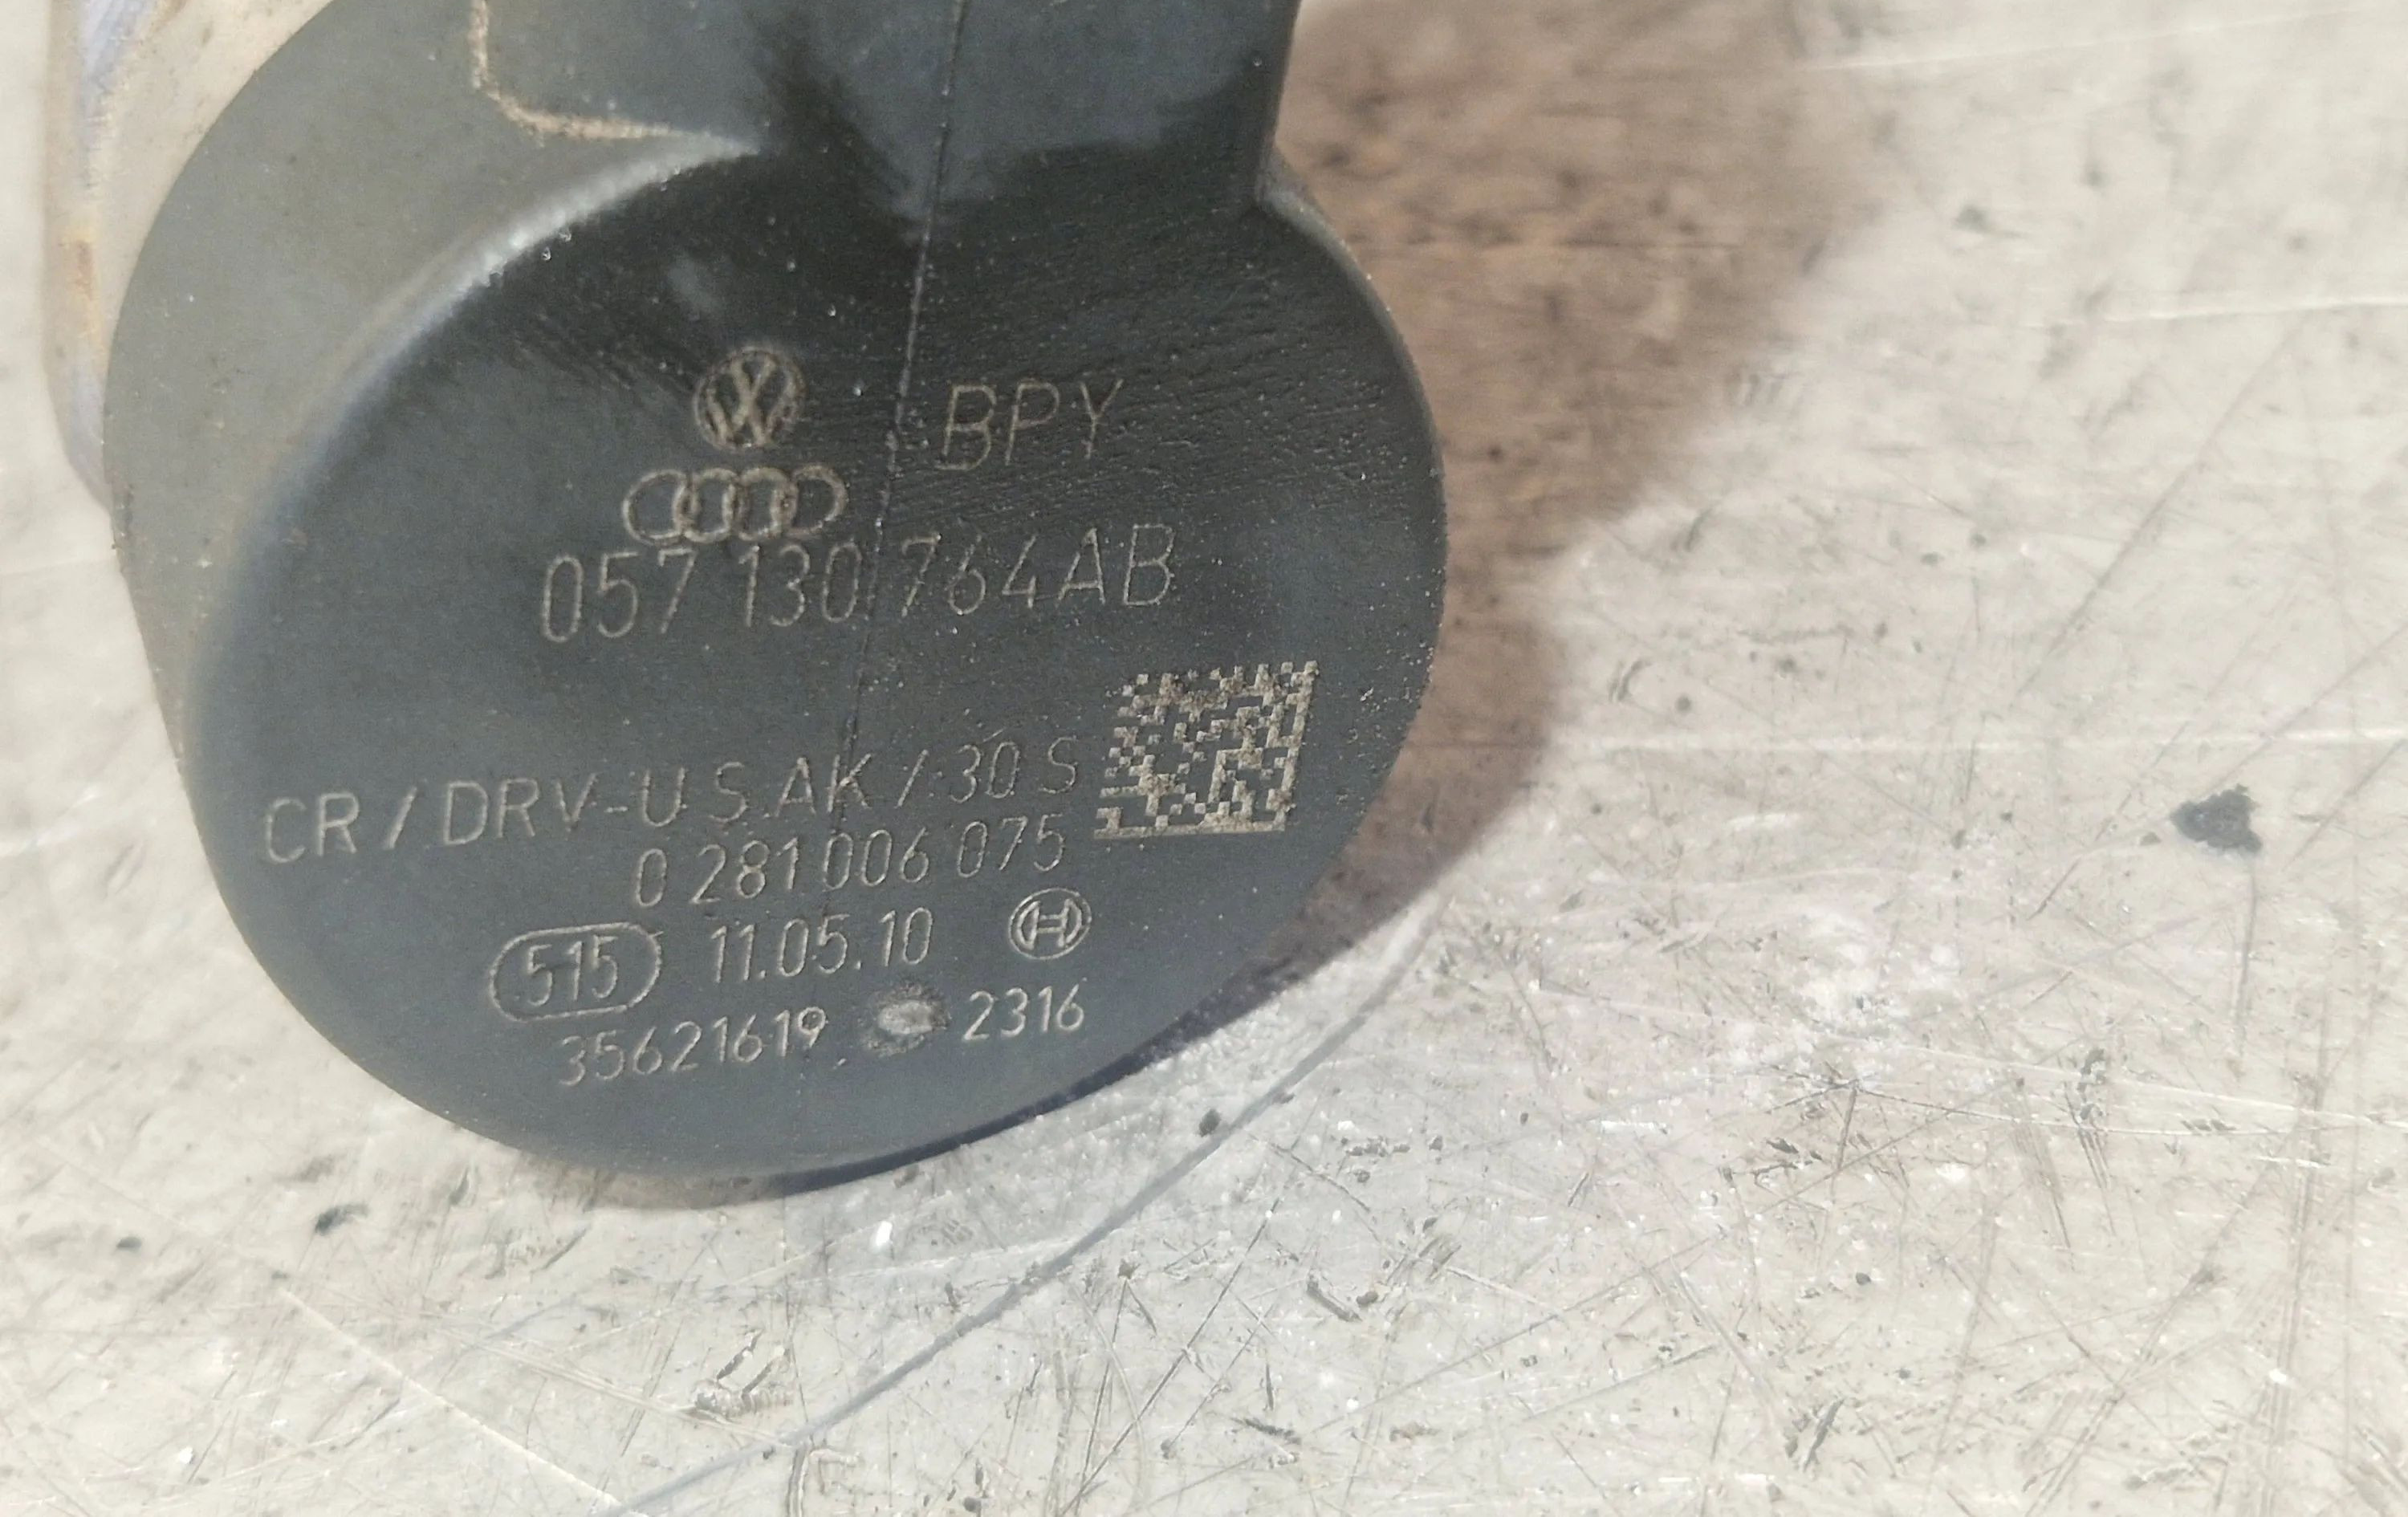 BPY
057 130 764AB
CR/DRV-U S.AK/30 S
0 281 006 075
515 11.05.10
35621619 2316